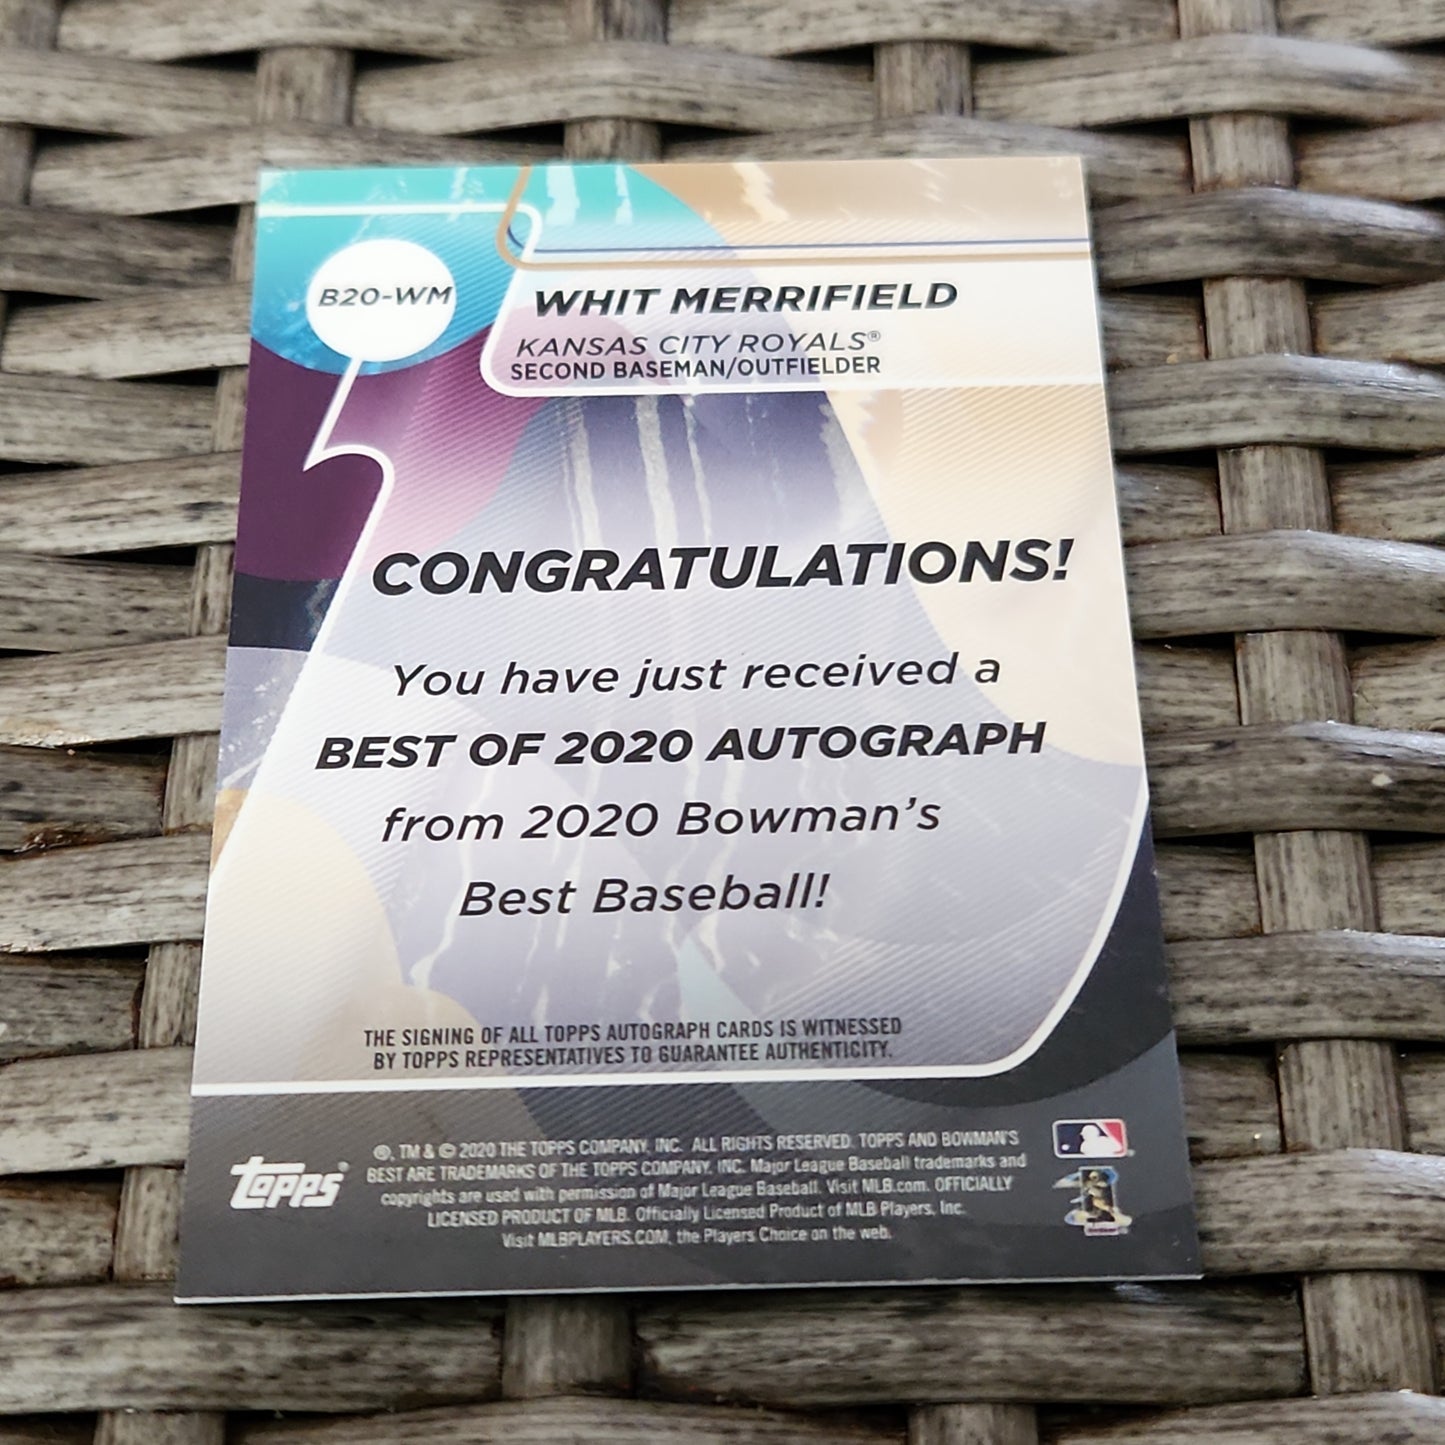 B20-WM
WHIT MERRIFIELD
KANSAS CITY ROYALS®
SECOND BASEMAN/OUTFIELDER
CONGRATULATIONS!
You have just received a
BEST OF 2020 AUTOGRAPH
from 2020 Bowman's
Best Baseball!
THE SIGNING OF ALL TOPPS AUTOGRAPH CARDS IS WITNESSED
BY TOPPS REPRESENTATIVES TO GUARANTEE AUTHENTICITY.
topps®
®, TM & © 2020 THE TOPPS COMPANY, INC. ALL RIGHTS RESERVED. TOPPS AND BOWMAN'S
BEST ARE TRADEMARKS OF THE TOPPS COMPANY, INC. Major League Baseball trademarks and
copyrights are used with permission of Major League Baseball. Visit MLB.com. OFFICIALLY
LICENSED PRODUCT OF MLB. Officially Licensed Product of MLB Players, Inc.
Visit MLBPLAYERS.COM, the Players Choice on the web.